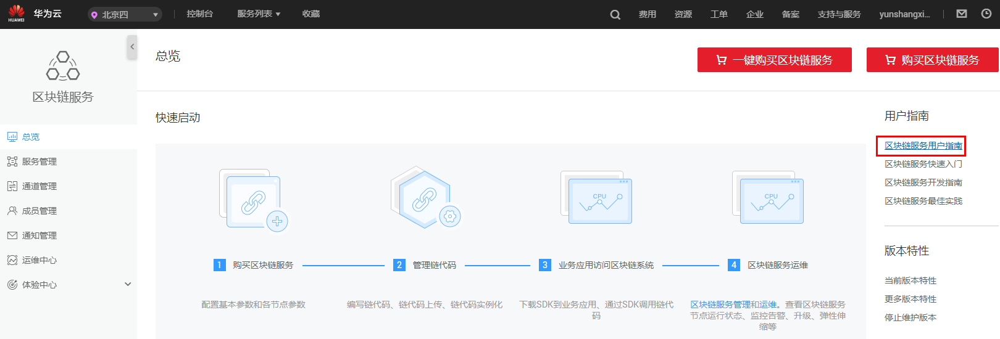 HUAWEI 华为云 北京四 控制台 服务列表 收藏 费用 资源 工单 企业 备案 支持与服务 yunshangxi...
区块链服务
总览
服务管理
通道管理
成员管理
通知管理
运维中心
体验中心
总览
一键购买区块链服务
购买区块链服务
快速启动
CPU
CPU
1 购买区块链服务
2 管理链代码
3 业务应用访问区块链系统
4 区块链服务运维
配置基本参数和各节点参数
编写链代码、链代码上传、链代码实例化
下载SDK到业务应用、通过SDK调用链代
码
区块链服务管理和运维。查看区块链服务
节点运行状态、监控告警、升级、弹性伸
缩等
用户指南
区块链服务用户指南
区块链服务快速入门
区块链服务开发指南
区块链服务最佳实践
版本特性
当前版本特性
更多版本特性
停止维护版本